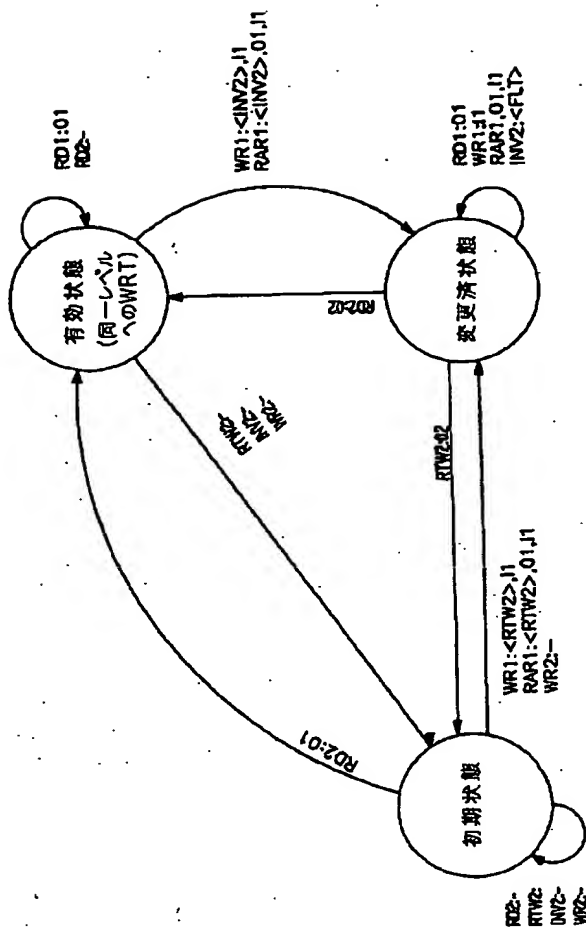 RD1:01
RD2:-
有効状態
(同一レベル
へのWRT)
WR1:<INV2>,I1
RAR1:<INV2>,01,I1
RD2:02
RTW2:-
INV2:-
WR2:-
RD1:01
WR1:I1
RAR1,01,I1
INV2:<FLT>
変更済状態
RTW2:02
RD2:01
WR1:<RTW2>,I1
RAR1:<RTW2>,01,I1
WR2:-
初期状態
RD2:-
RTW2:
INV2:-
WR2:-